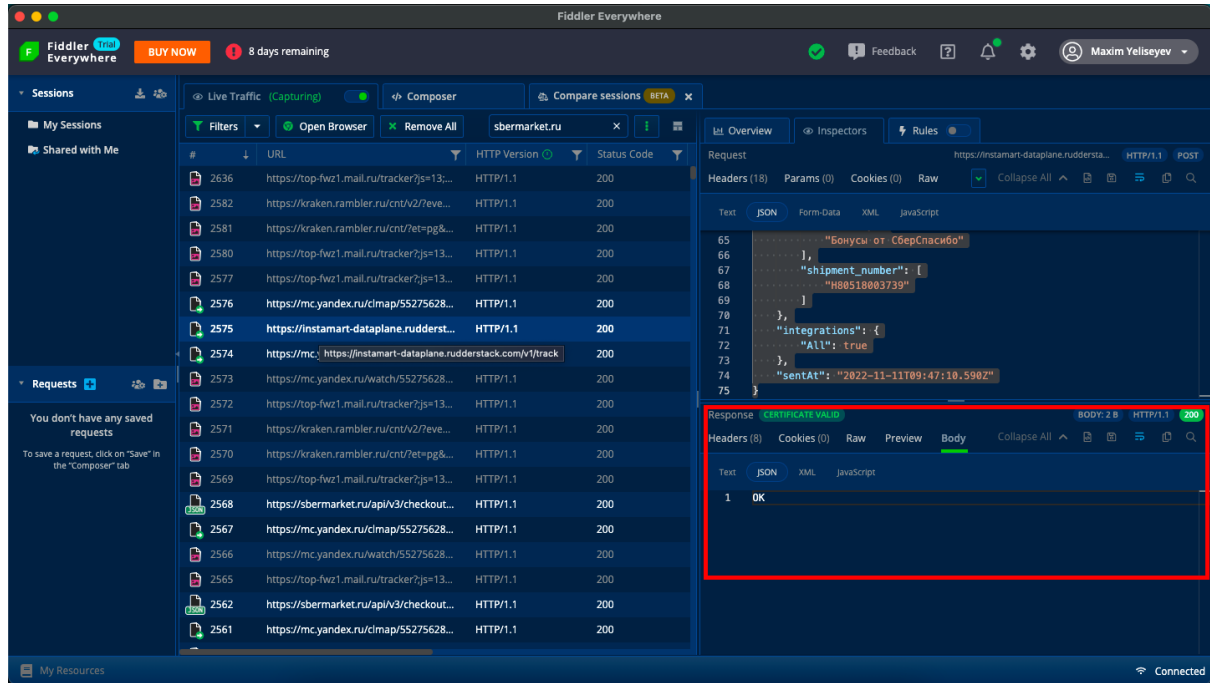 Fiddler Everywhere
Fiddler Trial
Everywhere
BUY NOW
! 8 days remaining
Feedback
Maxim Yeliseyev
Sessions
My Sessions
Shared with Me
Requests
You don't have any saved
requests
To save a request, click on "Save" in
the "Composer" tab
Live Traffic (Capturing)
Composer
Compare sessions BETA
Filters
Open Browser
Remove All
sbermarket.ru
# URL HTTP Version Status Code
2636 https://top-fwz1.mail.ru/tracker?js=13;... HTTP/1.1 200
2582 https://kraken.rambler.ru/cnt/v2/?eve... HTTP/1.1 200
2581 https://kraken.rambler.ru/cnt/?et=pg&... HTTP/1.1 200
2580 https://top-fwz1.mail.ru/tracker?;js=13... HTTP/1.1 200
2577 https://top-fwz1.mail.ru/tracker?;js=13... HTTP/1.1 200
2576 https://mc.yandex.ru/clmap/55275628... HTTP/1.1 200
2575 https://instamart-dataplane.rudderst... HTTP/1.1 200
2574 https://mc. https://instamart-dataplane.rudderstack.com/v1/track 200
2573 https://mc.yandex.ru/watch/55275628... HTTP/1.1 200
2572 https://top-fwz1.mail.ru/tracker?;js=13... HTTP/1.1 200
2571 https://kraken.rambler.ru/cnt/v2/?eve... HTTP/1.1 200
2570 https://kraken.rambler.ru/cnt/?et=pg&... HTTP/1.1 200
2569 https://top-fwz1.mail.ru/tracker?;js=13... HTTP/1.1 200
JSON 2568 https://sbermarket.ru/api/v3/checkout... HTTP/1.1 200
2567 https://mc.yandex.ru/clmap/55275628... HTTP/1.1 200
2566 https://mc.yandex.ru/watch/55275628... HTTP/1.1 200
2565 https://top-fwz1.mail.ru/tracker?;js=13... HTTP/1.1 200
JSON 2562 https://sbermarket.ru/api/v3/checkout... HTTP/1.1 200
2561 https://mc.yandex.ru/clmap/55275628... HTTP/1.1 200
Overview
Inspectors
Rules
Request https://instamart-dataplane.ruddersta... HTTP/1.1 POST
Headers (18) Params (0) Cookies (0) Raw Collapse All
Text JSON Form-Data XML JavaScript
65 "Бонусы от СберСпасибо"
66 ],
67 "shipment_number": [
68 "H80518003739"
69 ]
70 },
71 "integrations": {
72 "All": true
73 },
74 "sentAt": "2022-11-11T09:47:10.590Z"
75 }
Response CERTIFICATE VALID BODY: 2 B HTTP/1.1 200
Headers (8) Cookies (0) Raw Preview Body Collapse All
Text JSON XML JavaScript
1 OK
My Resources
Connected